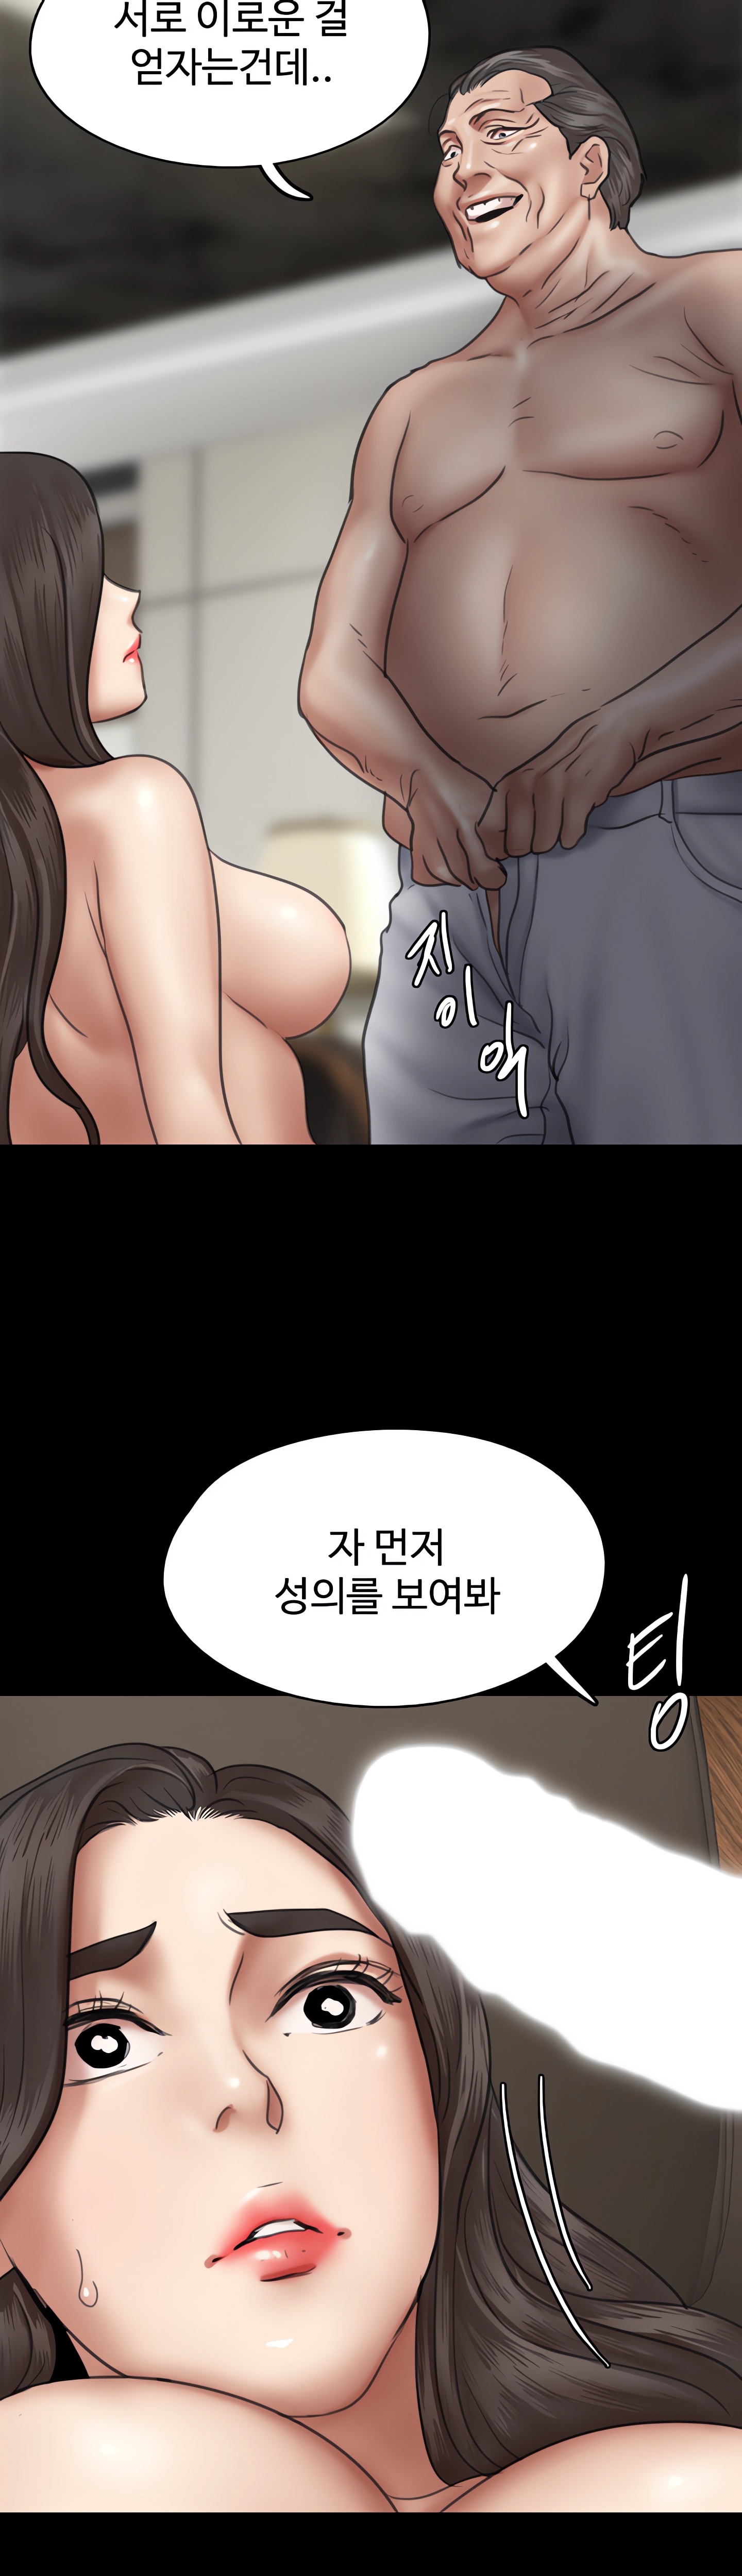 서로 이로운 걸
얻자는건데..
지이익
자 먼저
성의를 보여봐
텅